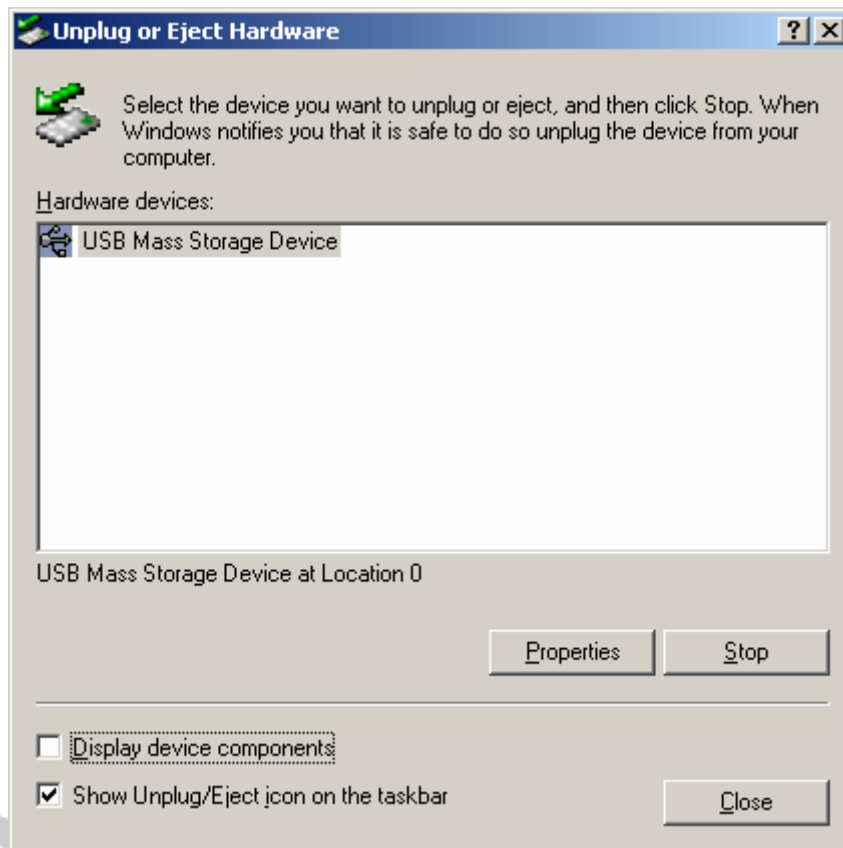 Unplug or Eject Hardware
Select the device you want to unplug or eject, and then click Stop. When
Windows notifies you that it is safe to do so unplug the device from your
computer.
Hardware devices:
USB Mass Storage Device
USB Mass Storage Device at Location 0
Properties Stop
Display device components
Show Unplug/Eject icon on the taskbar
Close